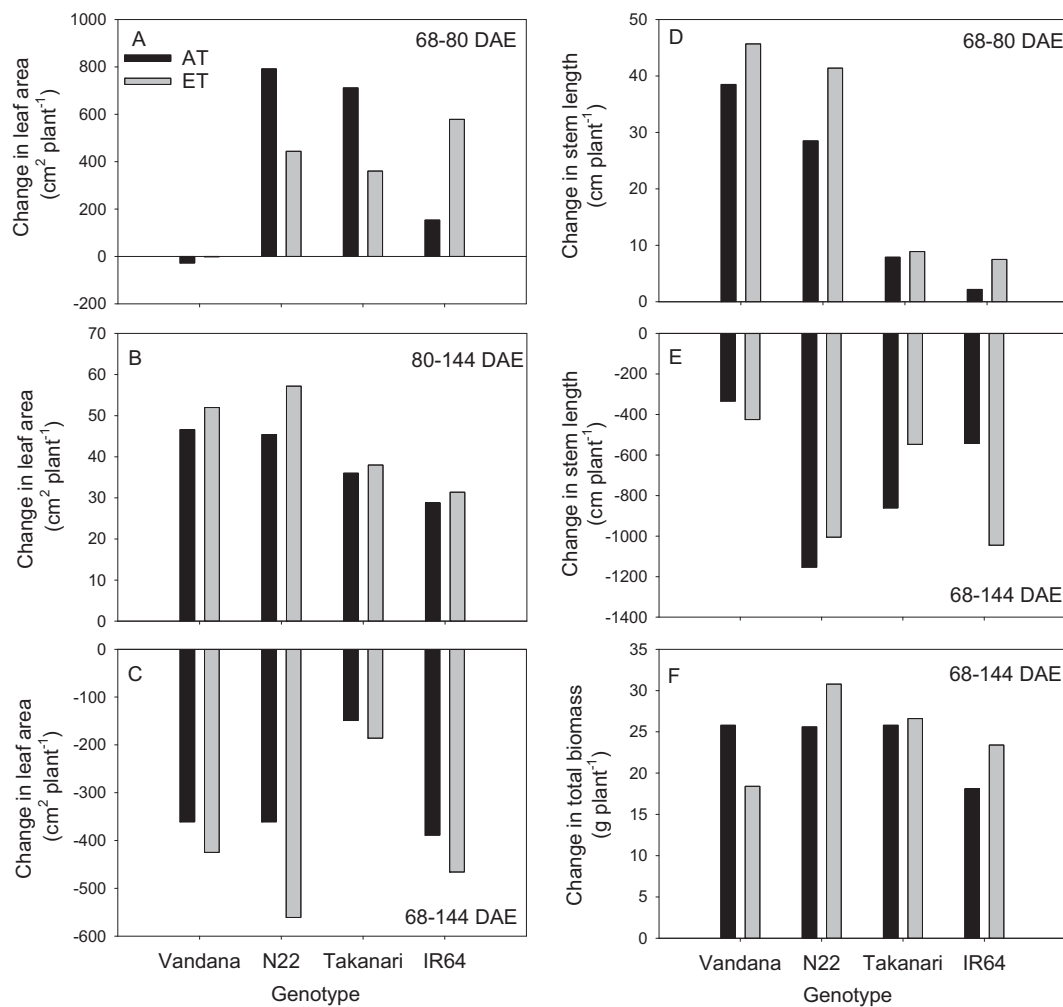 A
68-80 DAE
AT
ET
Change in leaf area
(cm² plant⁻¹)
1000
800
600
400
200
0
-200
B
80-144 DAE
Change in leaf area
(cm² plant⁻¹)
70
60
50
40
30
20
10
0
C
68-144 DAE
Change in leaf area
(cm² plant⁻¹)
0
-100
-200
-300
-400
-500
-600
Vandana N22 Takanari IR64
Genotype
D
68-80 DAE
Change in stem length
(cm plant⁻¹)
50
40
30
20
10
0
E
68-144 DAE
Change in stem length
(cm plant⁻¹)
0
-200
-400
-600
-800
-1000
-1200
-1400
F
68-144 DAE
Change in total biomass
(g plant⁻¹)
35
30
25
20
15
10
5
0
Vandana N22 Takanari IR64
Genotype